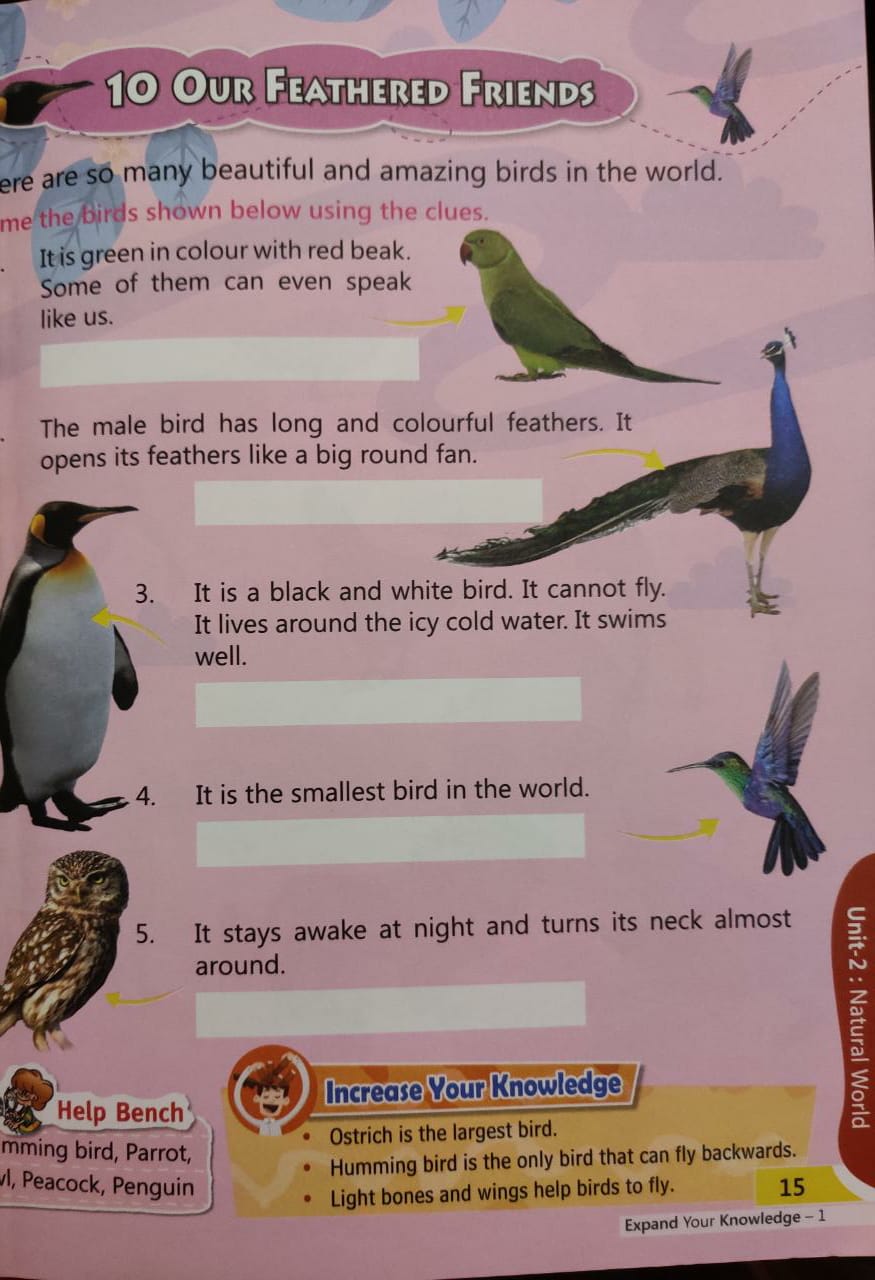 10 OUR FEATHERED FRIENDS
ere are so many beautiful and amazing birds in the world.
me the birds shown below using the clues.
It is green in colour with red beak.
Some of them can even speak
like us.
The male bird has long and colourful feathers. It
opens its feathers like a big round fan.
3. It is a black and white bird. It cannot fly.
It lives around the icy cold water. It swims
well.
4. It is the smallest bird in the world.
5. It stays awake at night and turns its neck almost
around.
Unit-2 : Natural World
Help Bench
mming bird, Parrot,
wl, Peacock, Penguin
Increase Your Knowledge
• Ostrich is the largest bird.
• Humming bird is the only bird that can fly backwards.
• Light bones and wings help birds to fly.
15
Expand Your Knowledge – 1